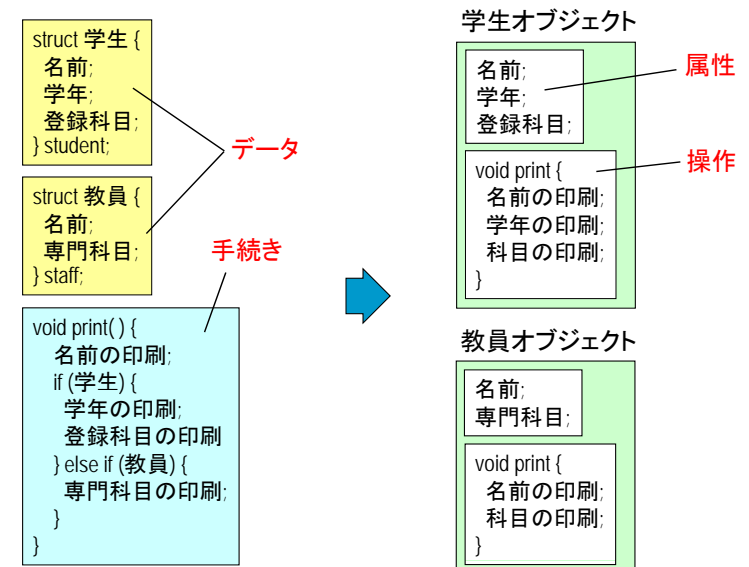 struct 学生 {
名前;
学年;
登録科目;
} student;
データ
struct 教員 {
名前;
専門科目;
} staff;
手続き
void print( ) {
名前の印刷;
if (学生) {
学年の印刷;
登録科目の印刷
} else if (教員) {
専門科目の印刷;
}
}
学生オブジェクト
名前;
学年;
登録科目;
属性
void print {
名前の印刷;
学年の印刷;
科目の印刷;
}
操作
教員オブジェクト
名前;
専門科目;
void print {
名前の印刷;
科目の印刷;
}